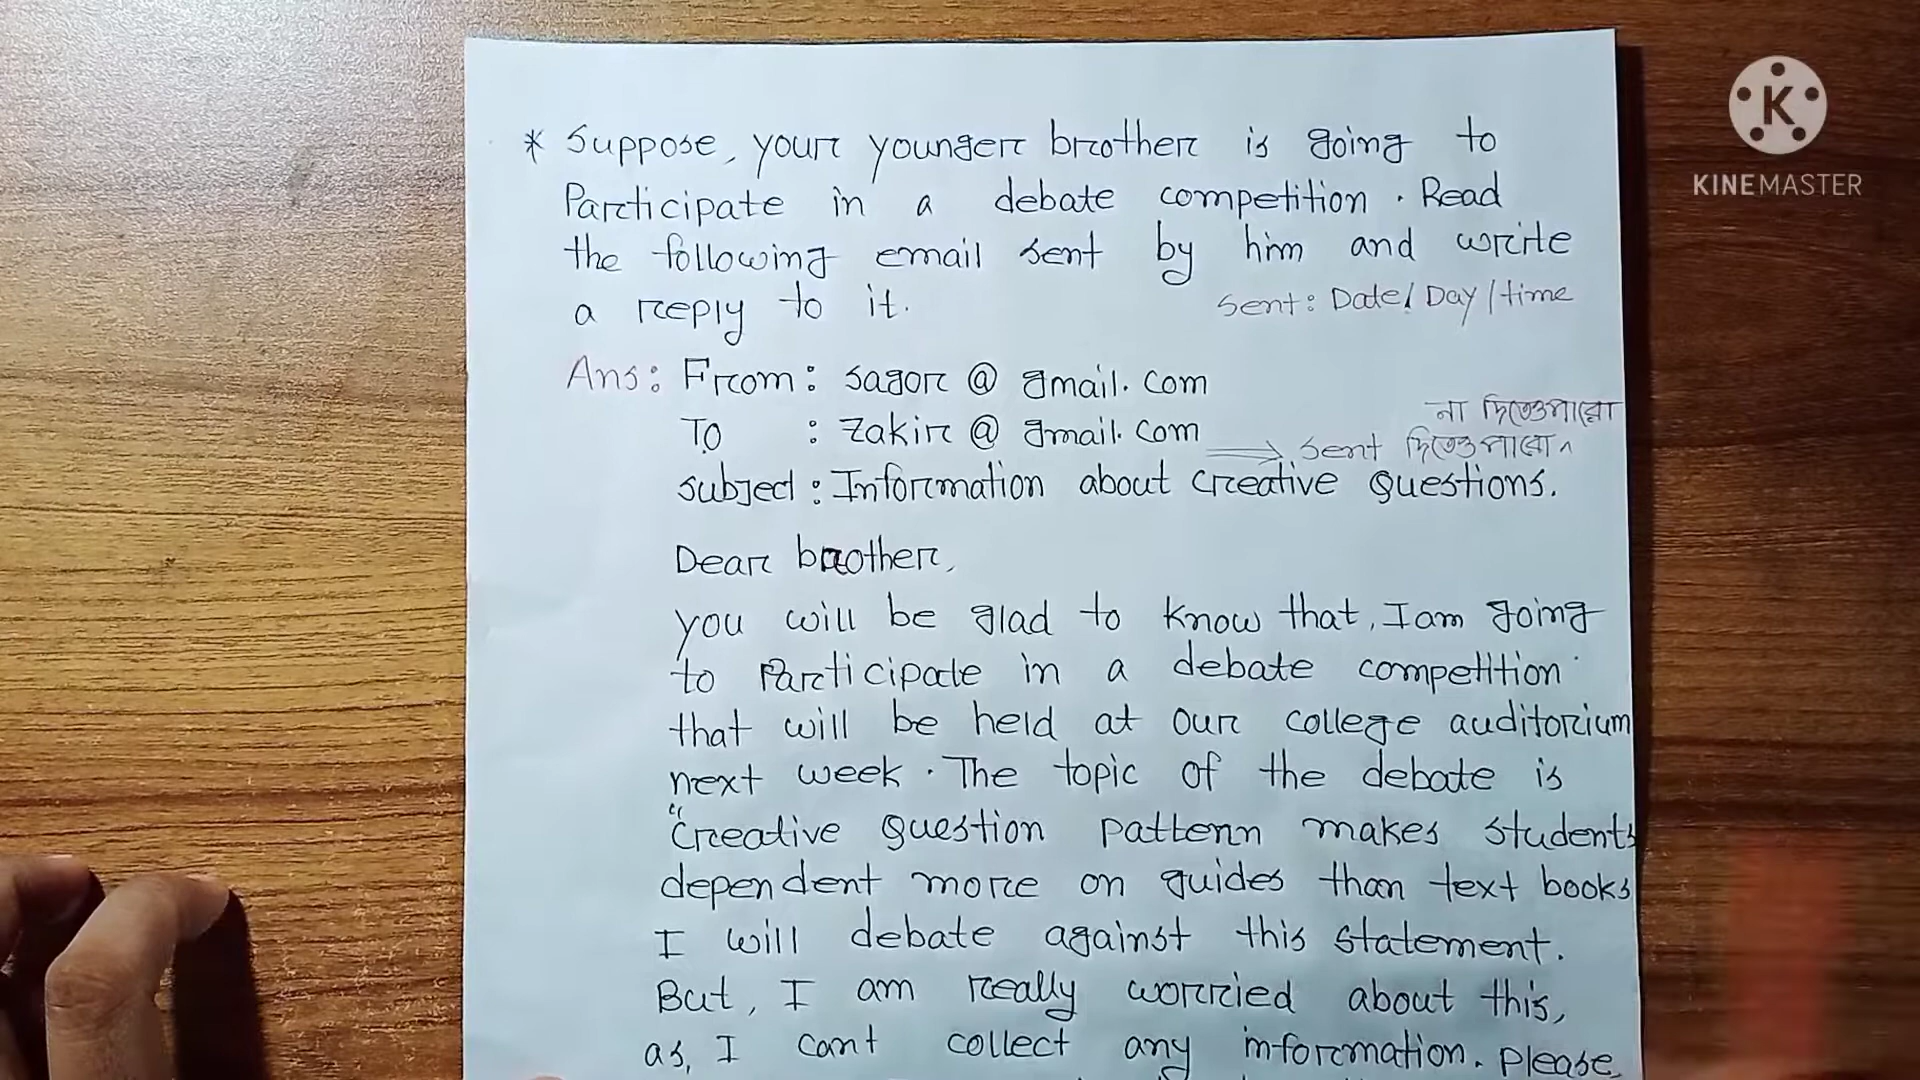 * Suppose, your younger brother is going to
Participate in a debate competition. Read
the following email sent by him and write
a reply to it.
Sent: Date/Day/time
Ans: From: sagor@gmail.com
To : zakir@gmail.com
না দিতেওপারো
⇒ sent দিতেওপারো
subject: Information about creative questions.
Dear brother,
you will be glad to know that, I am going
to participate in a debate competition
that will be held at our college auditorium
next week. The topic of the debate is
"Creative question pattern makes students
dependent more on guides than text books
I will debate against this statement.
But, I am really worried about this,
as, I cant collect any information. Please,
K
KINEMASTER